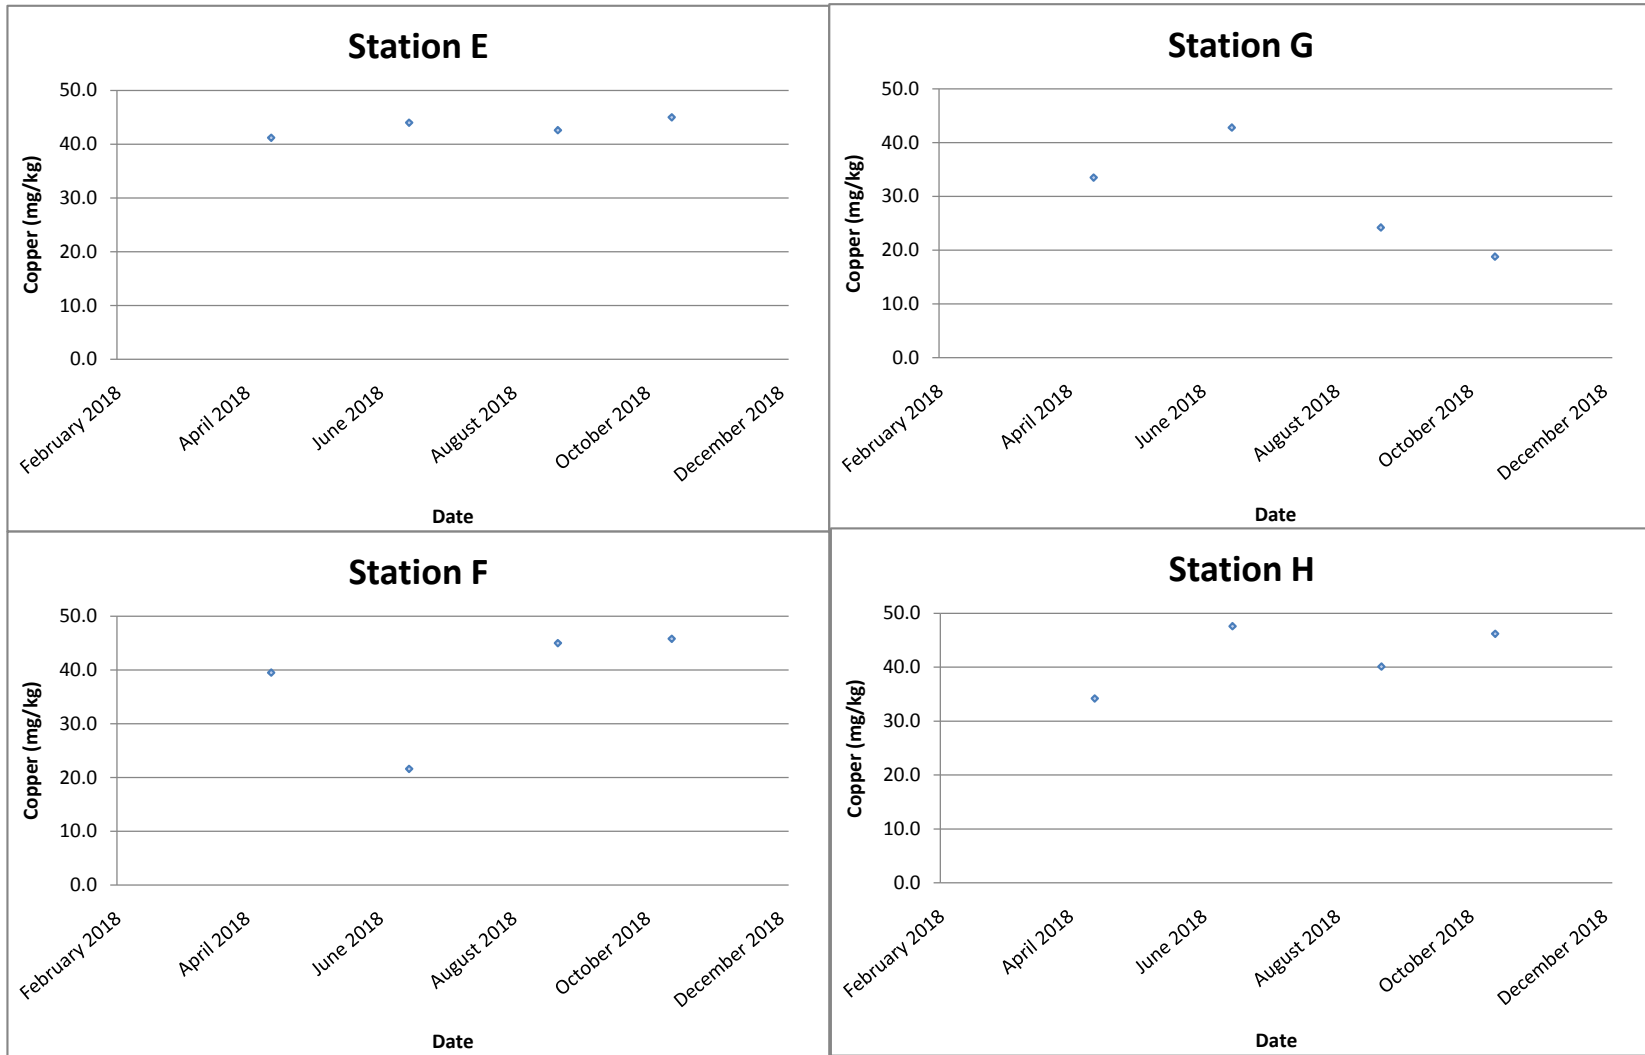 Station E
50.0
40.0
30.0
20.0
10.0
0.0
Copper (mg/kg)
February 2018
April 2018
June 2018
August 2018
October 2018
December 2018
Date
Station G
50.0
40.0
30.0
20.0
10.0
0.0
Copper (mg/kg)
February 2018
April 2018
June 2018
August 2018
October 2018
December 2018
Date
Station F
50.0
40.0
30.0
20.0
10.0
0.0
Copper (mg/kg)
February 2018
April 2018
June 2018
August 2018
October 2018
December 2018
Date
Station H
50.0
40.0
30.0
20.0
10.0
0.0
Copper (mg/kg)
February 2018
April 2018
June 2018
August 2018
October 2018
December 2018
Date